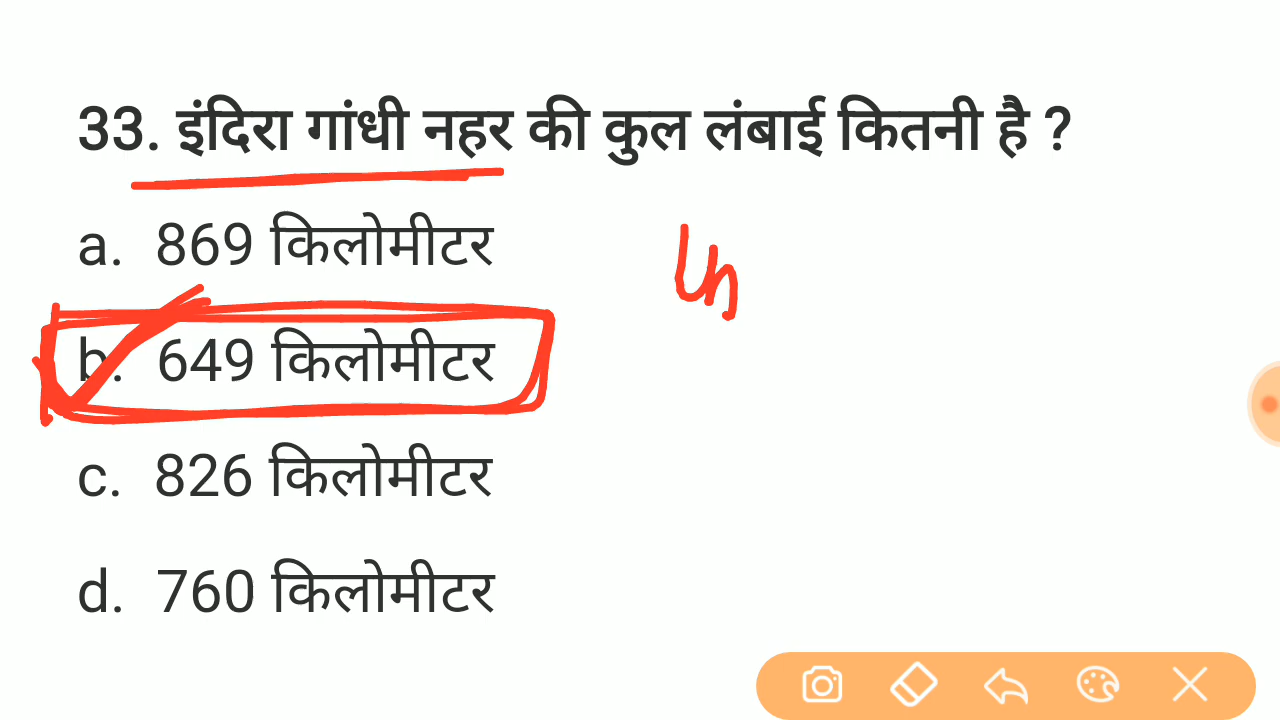 33. इंदिरा गांधी नहर की कुल लंबाई कितनी है ?
a. 869 किलोमीटर
b. 649 किलोमीटर
c. 826 किलोमीटर
d. 760 किलोमीटर